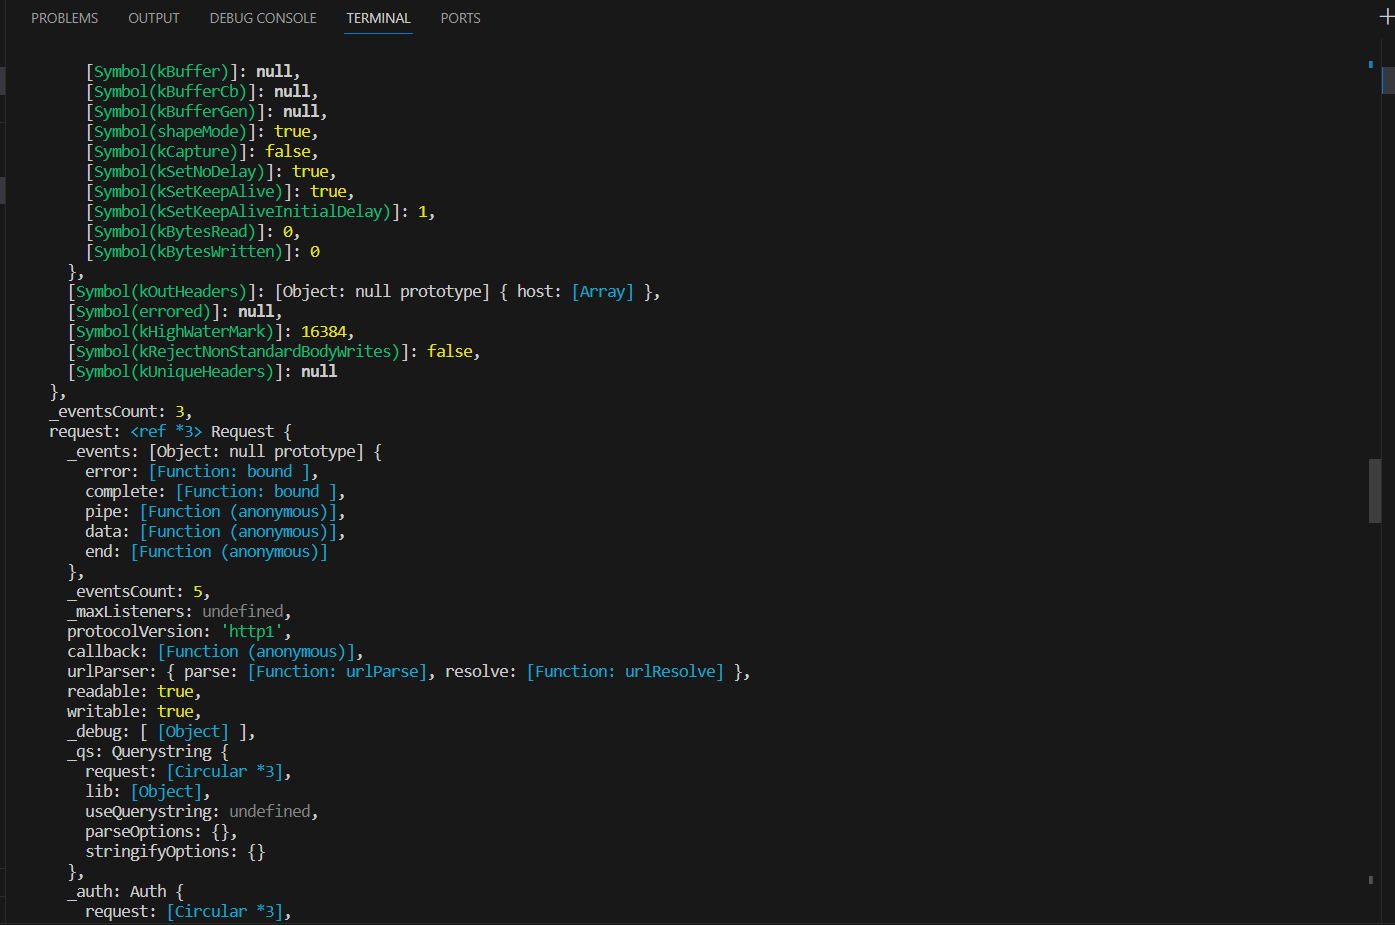 PROBLEMS OUTPUT DEBUG CONSOLE TERMINAL PORTS
[Symbol(kBuffer)]: null,
[Symbol(kBufferCb)]: null,
[Symbol(kBufferGen)]: null,
[Symbol(shapeMode)]: true,
[Symbol(kCapture)]: false,
[Symbol(kSetNoDelay)]: true,
[Symbol(kSetKeepAlive)]: true,
[Symbol(kSetKeepAliveInitialDelay)]: 1,
[Symbol(kBytesRead)]: 0,
[Symbol(kBytesWritten)]: 0
},
[Symbol(kOutHeaders)]: [Object: null prototype] { host: [Array] },
[Symbol(errored)]: null,
[Symbol(kHighWaterMark)]: 16384,
[Symbol(kRejectNonStandardBodyWrites)]: false,
[Symbol(kUniqueHeaders)]: null
},
_eventsCount: 3,
request: <ref *3> Request {
_events: [Object: null prototype] {
error: [Function: bound ],
complete: [Function: bound ],
pipe: [Function (anonymous)],
data: [Function (anonymous)],
end: [Function (anonymous)]
},
_eventsCount: 5,
_maxListeners: undefined,
protocolVersion: 'http1',
callback: [Function (anonymous)],
urlParser: { parse: [Function: urlParse], resolve: [Function: urlResolve] },
readable: true,
writable: true,
_debug: [ [Object] ],
_qs: Querystring {
request: [Circular *3],
lib: [Object],
useQuerystring: undefined,
parseOptions: {},
stringifyOptions: {}
},
_auth: Auth {
request: [Circular *3],